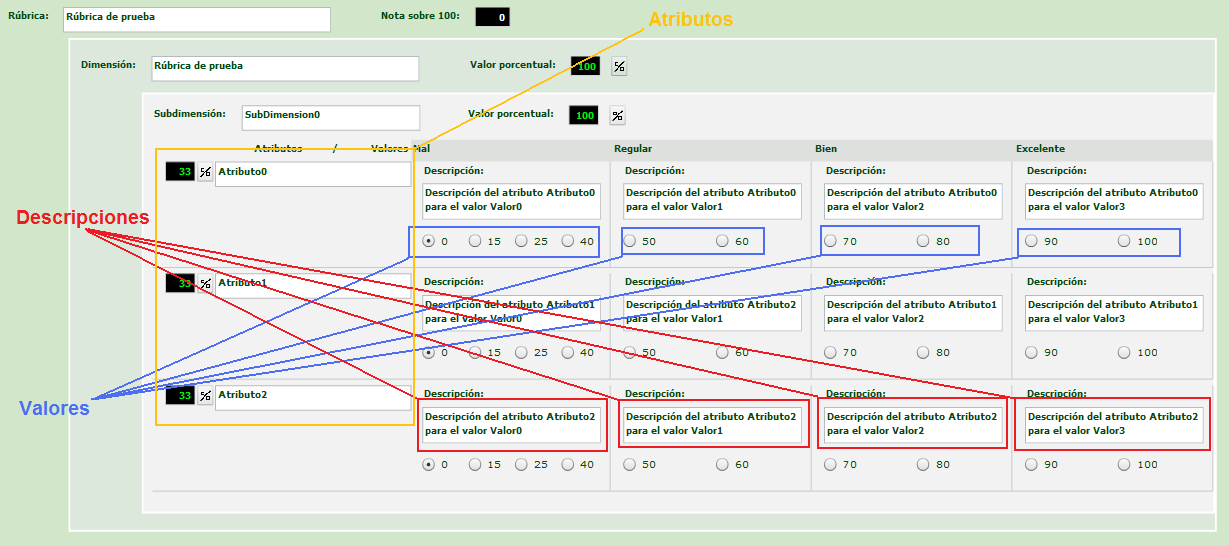 Rúbrica: Rúbrica de prueba Nota sobre 100: 0
Atributos
Dimensión: Rúbrica de prueba Valor porcentual: 100 %
Subdimensión: SubDimension0 Valor porcentual: 100 %
Atributos / Valores Mal Regular Bien Excelente
33 % Atributo0 Descripción: Descripción: Descripción: Descripción:
Descripción del atributo Atributo0 Descripción del atributo Atributo0 Descripción del atributo Atributo0 Descripción del atributo Atributo0
para el valor Valor0 para el valor Valor1 para el valor Valor2 para el valor Valor3
Descripciones
0 15 25 40 50 60 70 80 90 100
33 % Atributo1 Descripción: Descripción: Descripción: Descripción:
Descripción del atributo Atributo1 Descripción del atributo Atributo2 Descripción del atributo Atributo1 Descripción del atributo Atributo1
para el valor Valor0 para el valor Valor1 para el valor Valor2 para el valor Valor3
0 15 25 40 50 60 70 80 90 100
33 % Atributo2 Descripción: Descripción: Descripción: Descripción:
Valores
Descripción del atributo Atributo2 Descripción del atributo Atributo2 Descripción del atributo Atributo2 Descripción del atributo Atributo2
para el valor Valor0 para el valor Valor1 para el valor Valor2 para el valor Valor3
0 15 25 40 50 60 70 80 90 100